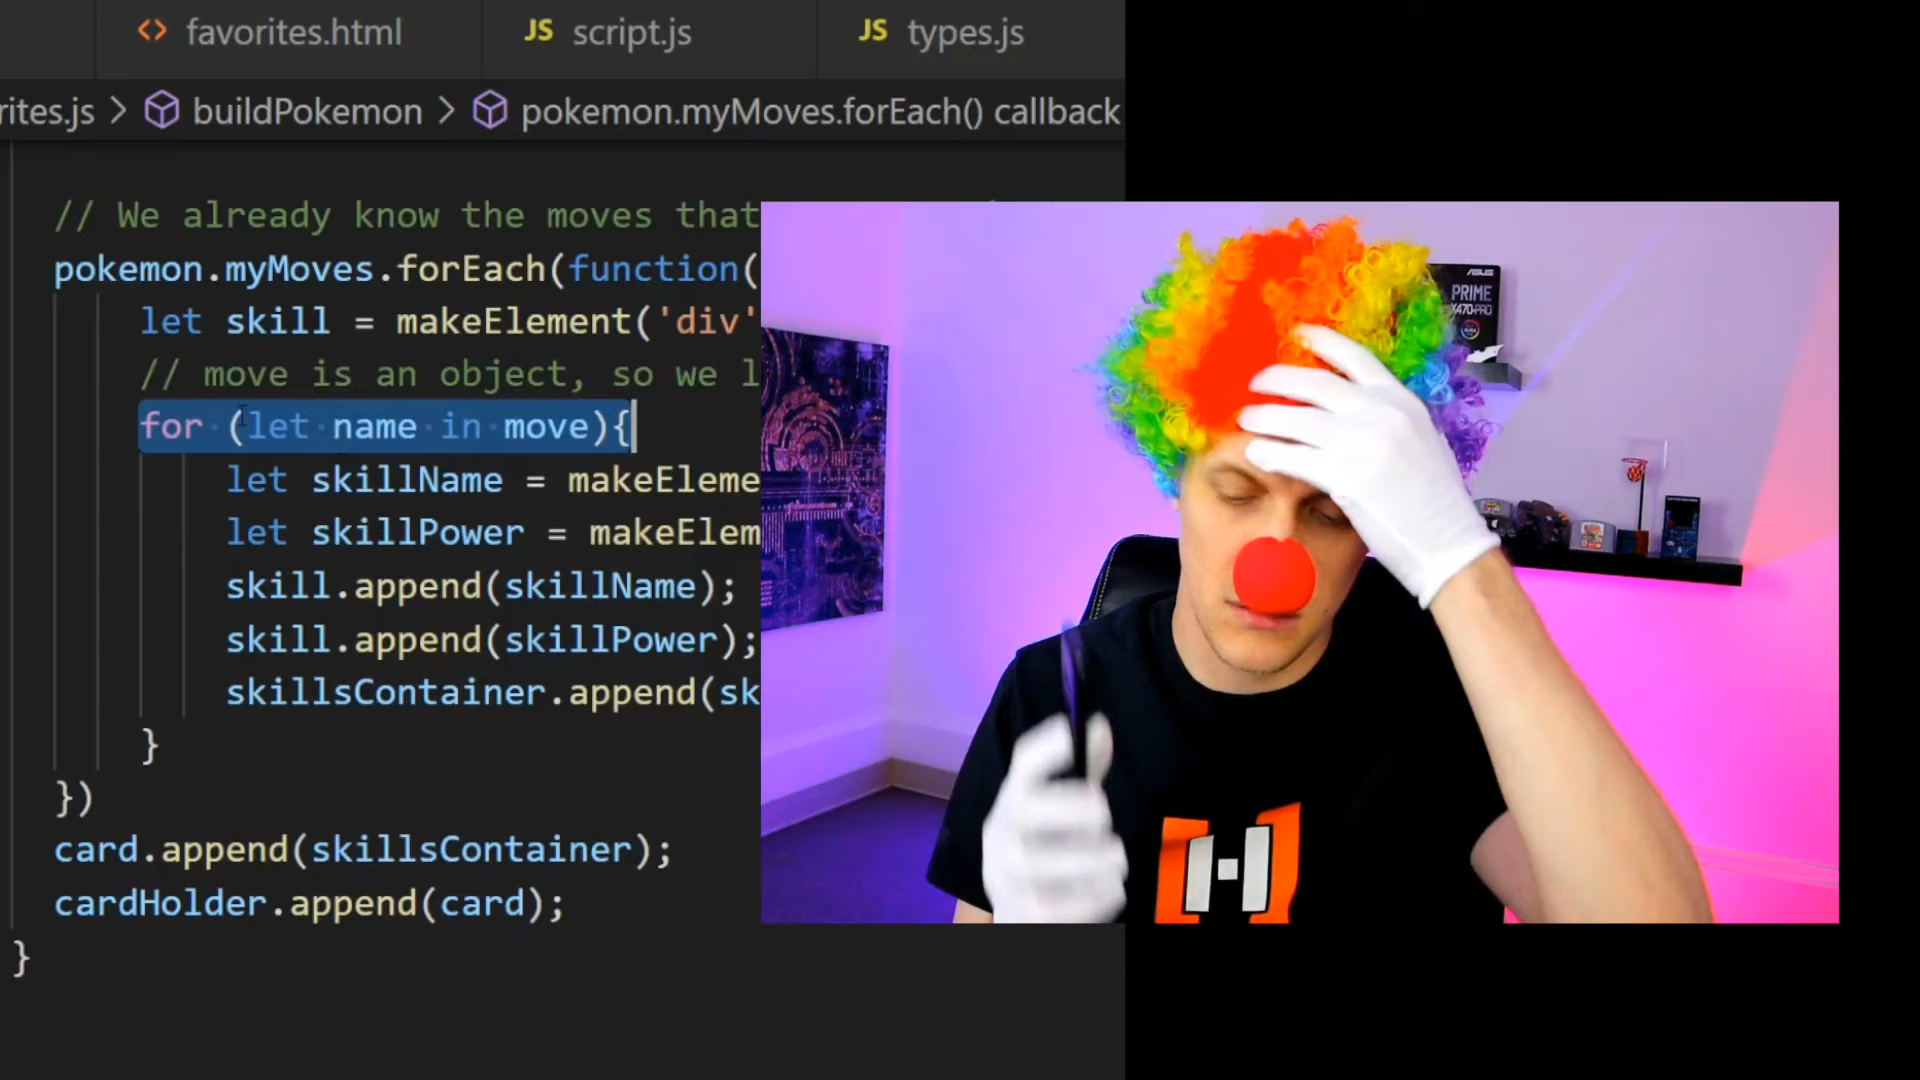 favorites.html
JS script.js
JS types.js
rites.js > buildPokemon > pokemon.myMoves.forEach() callback
// We already know the moves that
pokemon.myMoves.forEach(function(
let skill = makeElement('div'
// move is an object, so we l
for (let name in move){
let skillName = makeEleme
let skillPower = makeElem
skill.append(skillName);
skill.append(skillPower);
skillsContainer.append(sk
}
})
card.append(skillsContainer);
cardHolder.append(card);
}
ASUS
PRIME
X470-PRO
[H]